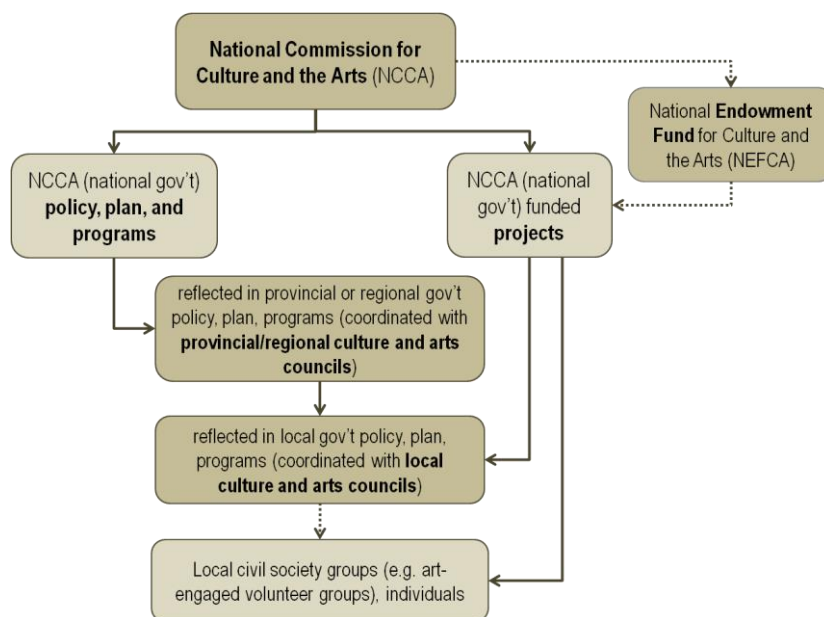 National Commission for
Culture and the Arts (NCCA)
National Endowment
Fund for Culture and
the Arts (NEFCA)
NCCA (national gov't)
policy, plan, and
programs
NCCA (national
gov't) funded
projects
reflected in provincial or regional gov't
policy, plan, programs (coordinated with
provincial/regional culture and arts
councils)
reflected in local gov't policy, plan,
programs (coordinated with local
culture and arts councils)
Local civil society groups (e.g. art-
engaged volunteer groups), individuals